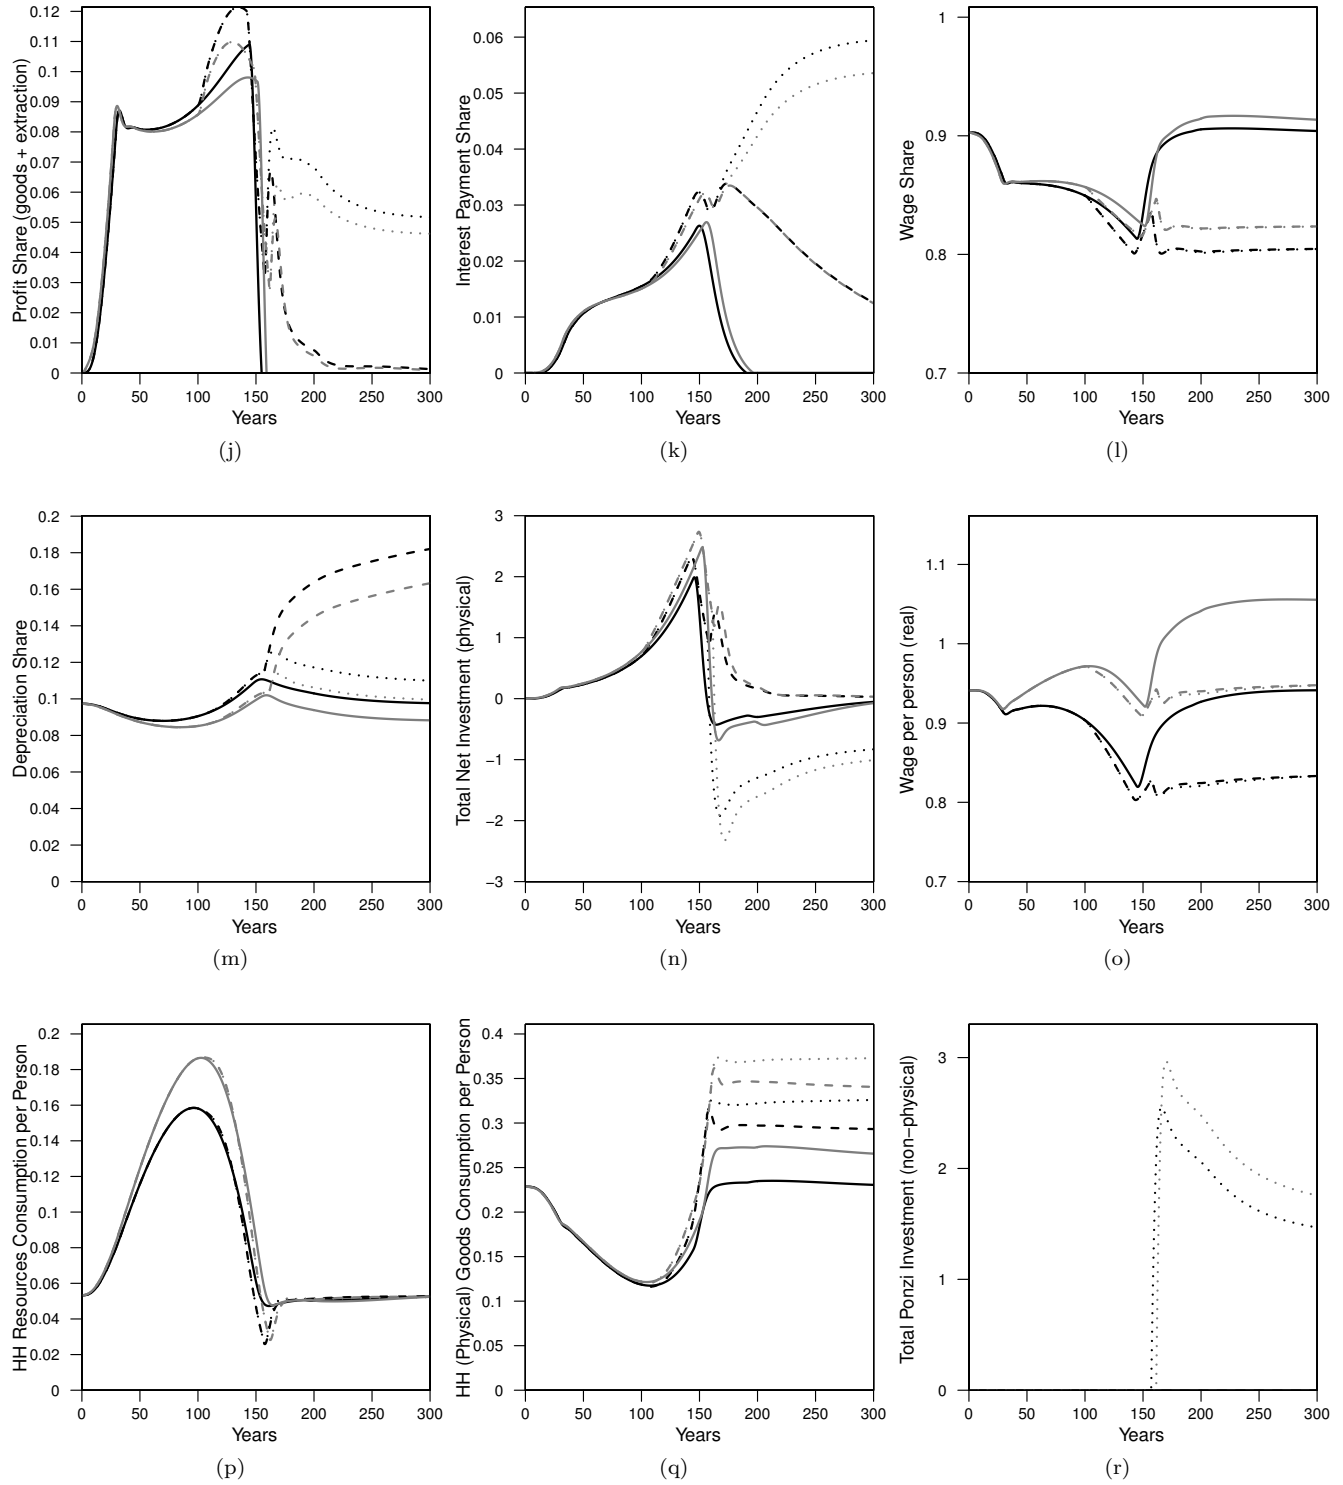 Profit Share (goods + extraction)
0.12
0.11
0.1
0.09
0.08
0.07
0.06
0.05
0.04
0.03
0.02
0.01
0
0 50 100 150 200 250 300
Years
(j)
Interest Payment Share
0.06
0.05
0.04
0.03
0.02
0.01
0
0 50 100 150 200 250 300
Years
(k)
Wage Share
1
0.9
0.8
0.7
0 50 100 150 200 250 300
Years
(l)
Depreciation Share
0.2
0.18
0.16
0.14
0.12
0.1
0.08
0.06
0.04
0.02
0
0 50 100 150 200 250 300
Years
(m)
Total Net Investment (physical)
3
2
1
0
−1
−2
−3
0 50 100 150 200 250 300
Years
(n)
Wage per person (real)
1.1
1
0.9
0.8
0.7
0 50 100 150 200 250 300
Years
(o)
HH Resources Consumption per Person
0.2
0.18
0.16
0.14
0.12
0.1
0.08
0.06
0.04
0.02
0
0 50 100 150 200 250 300
Years
(p)
HH (Physical) Goods Consumption per Person
0.4
0.35
0.3
0.25
0.2
0.15
0.1
0.05
0
0 50 100 150 200 250 300
Years
(q)
Total Ponzi Investment (non−physical)
3
2
1
0
0 50 100 150 200 250 300
Years
(r)